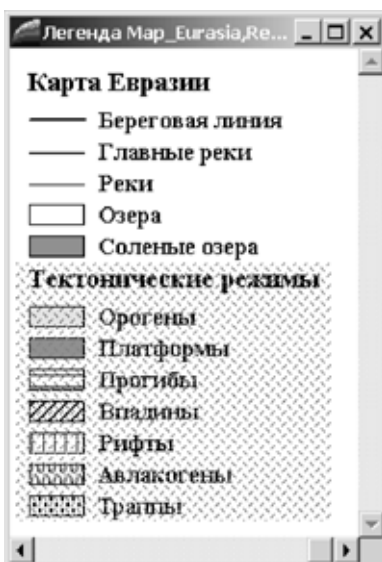 Легенда Map_Eurasia,Re...
Карта Евразии
Береговая линия
Главные реки
Реки
Озера
Соленые озера
Тектонические режимы
Орогены
Платформы
Прогибы
Впадины
Рифты
Авлакогены
Траппы